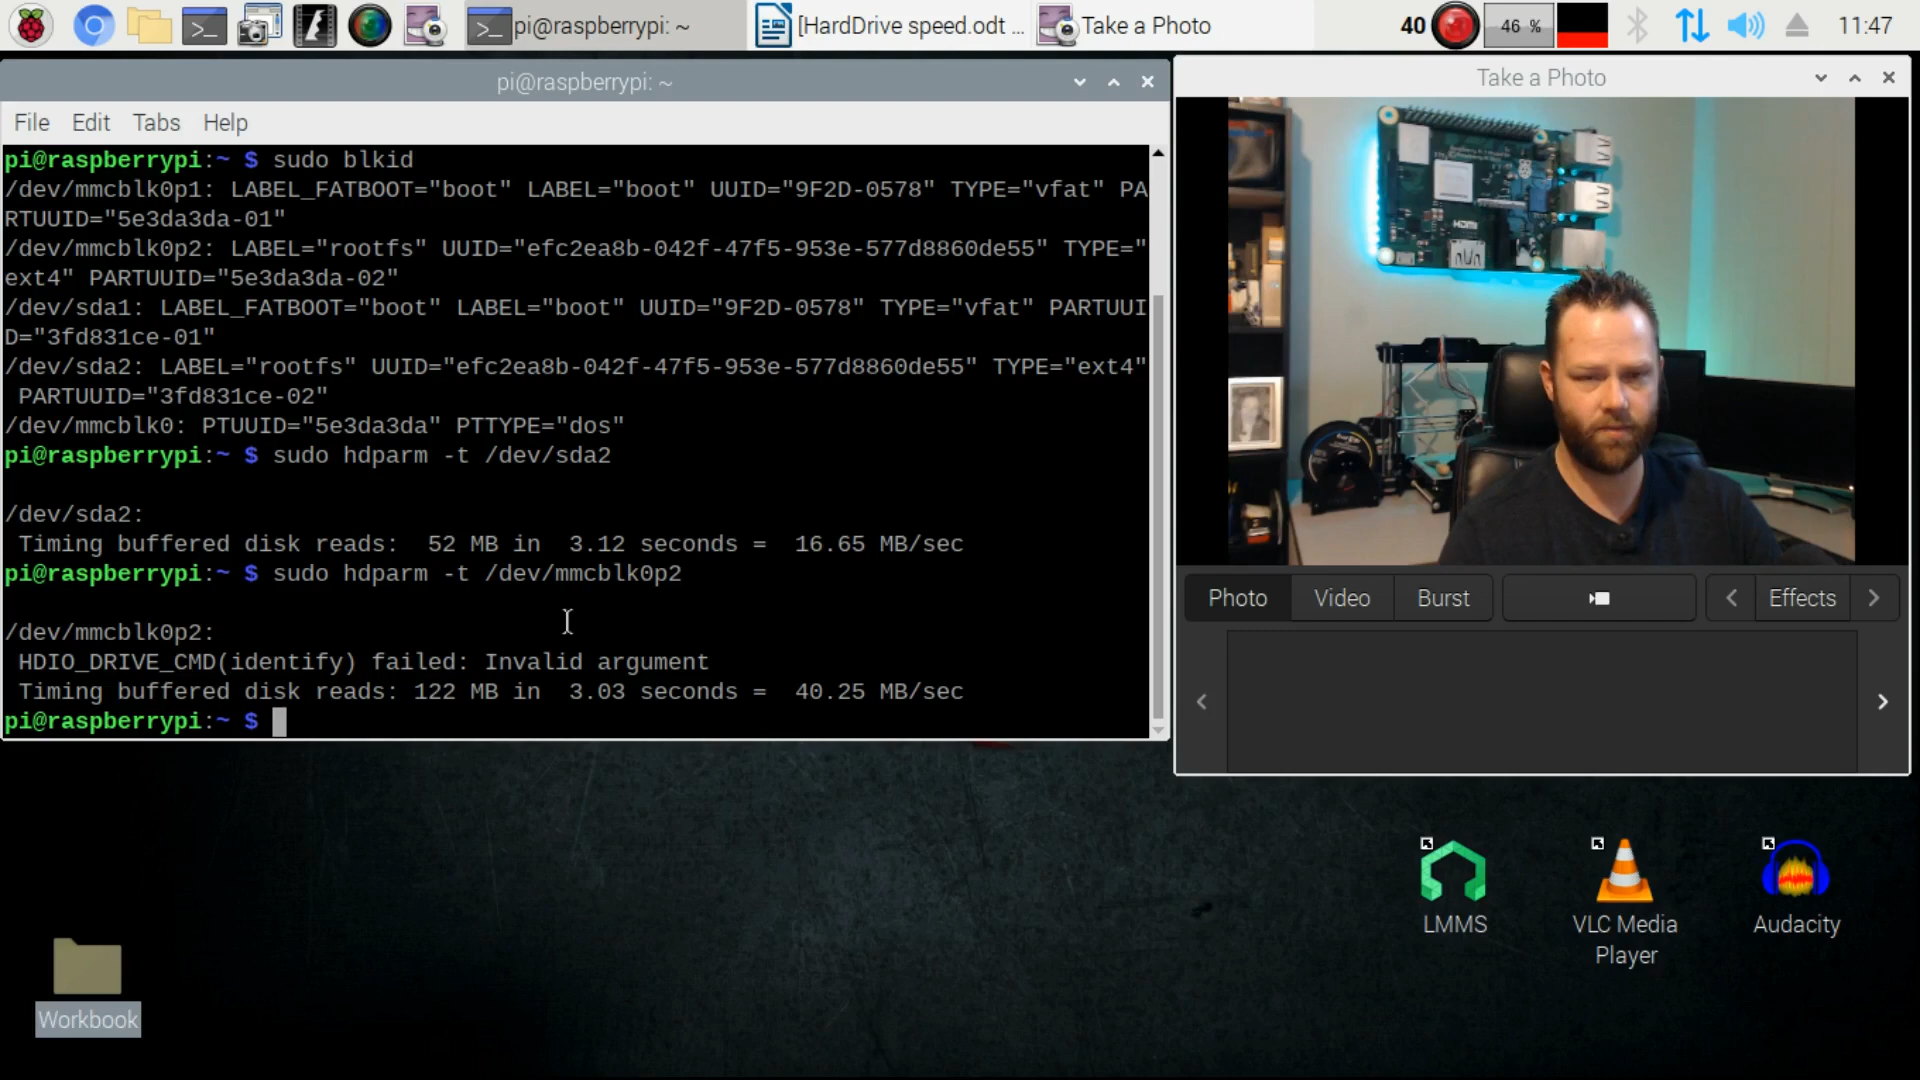 pi@raspberrypi: ~
[HardDrive speed.odt ...
Take a Photo
40
46 %
11:47
pi@raspberrypi: ~
File Edit Tabs Help
pi@raspberrypi:~ $ sudo blkid
/dev/mmcblk0p1: LABEL_FATBOOT="boot" LABEL="boot" UUID="9F2D-0578" TYPE="vfat" PA
RTUUID="5e3da3da-01"
/dev/mmcblk0p2: LABEL="rootfs" UUID="efc2ea8b-042f-47f5-953e-577d8860de55" TYPE="
ext4" PARTUUID="5e3da3da-02"
/dev/sda1: LABEL_FATBOOT="boot" LABEL="boot" UUID="9F2D-0578" TYPE="vfat" PARTUUI
D="3fd831ce-01"
/dev/sda2: LABEL="rootfs" UUID="efc2ea8b-042f-47f5-953e-577d8860de55" TYPE="ext4"
PARTUUID="3fd831ce-02"
/dev/mmcblk0: PTUUID="5e3da3da" PTTYPE="dos"
pi@raspberrypi:~ $ sudo hdparm -t /dev/sda2
/dev/sda2:
Timing buffered disk reads:  52 MB in  3.12 seconds =  16.65 MB/sec
pi@raspberrypi:~ $ sudo hdparm -t /dev/mmcblk0p2
/dev/mmcblk0p2:
HDIO_DRIVE_CMD(identify) failed: Invalid argument
Timing buffered disk reads: 122 MB in  3.03 seconds =  40.25 MB/sec
pi@raspberrypi:~ $
Take a Photo
HDMI
Photo Video Burst
Effects
LMMS
VLC Media
Player
Audacity
Workbook